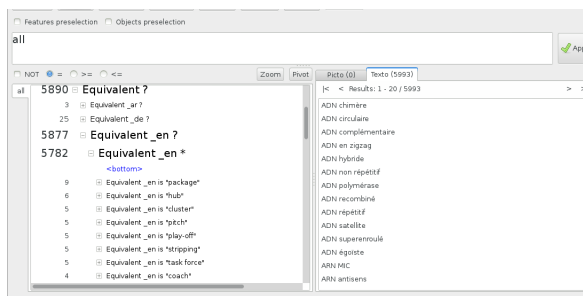 Features preselection Objects preselection
all
App
NOT = >= <= Zoom Pivot
Picto (0) Texto (5993)
all
5890 Equivalent ?
3 Equivalent _ar ?
25 Equivalent _de ?
5877 Equivalent _en ?
5782 Equivalent _en *
<bottom>
9 Equivalent _en is "package"
6 Equivalent _en is "hub"
5 Equivalent _en is "cluster"
5 Equivalent _en is "pitch"
5 Equivalent _en is "play-off"
5 Equivalent _en is "stripping"
5 Equivalent _en is "task force"
4 Equivalent _en is "coach"
|< < Results: 1 - 20 / 5993 > >
ADN chimère
ADN circulaire
ADN complémentaire
ADN en zigzag
ADN hybride
ADN non répétitif
ADN polymérase
ADN recombiné
ADN répétitif
ADN satellite
ADN superenroulé
ADN égoïste
ARN MIC
ARN antisens